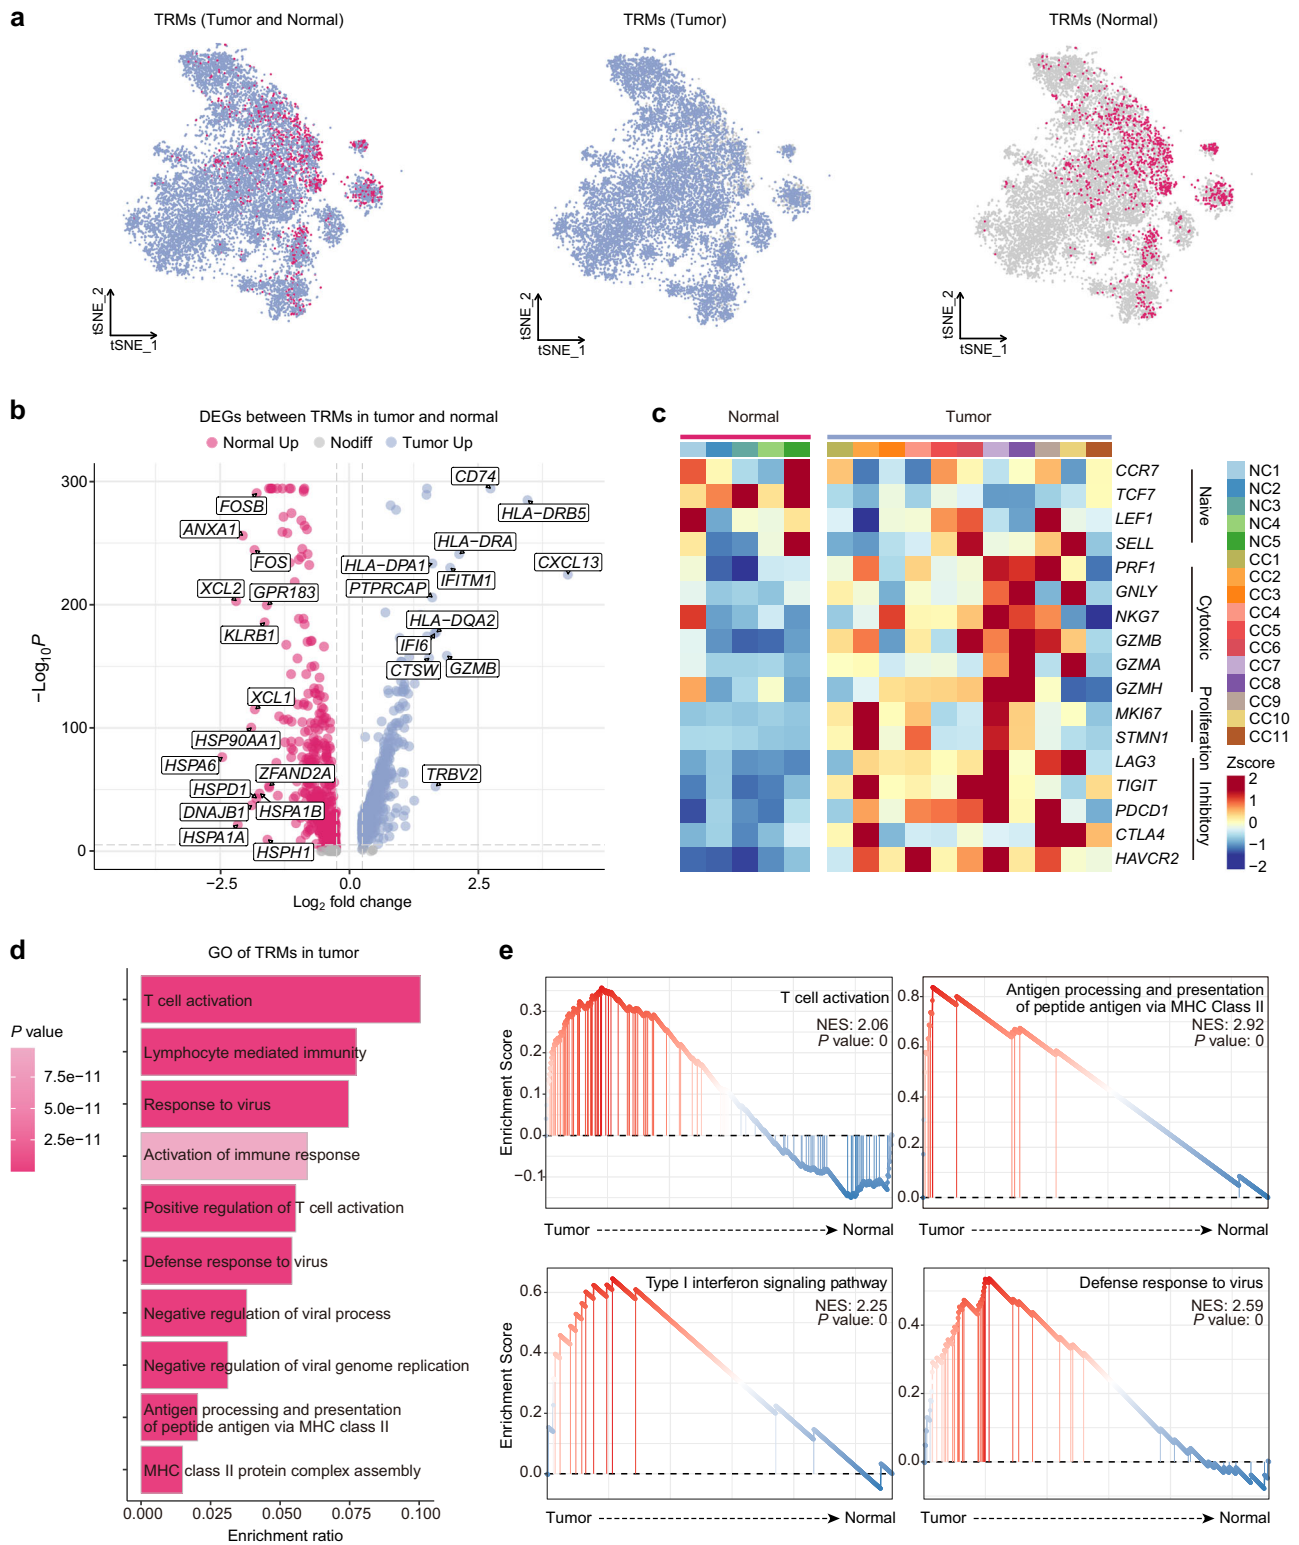 a
TRMs (Tumor and Normal)
TRMs (Tumor)
TRMs (Normal)
tSNE_2
tSNE_1
tSNE_2
tSNE_1
tSNE_2
tSNE_1
b
DEGs between TRMs in tumor and normal
Normal Up
Nodiff
Tumor Up
−Log10P
300
200
100
0
−2.5
0.0
2.5
Log2 fold change
FOSB
ANXA1
FOS
XCL2
GPR183
KLRB1
XCL1
HSP90AA1
HSPA6
ZFAND2A
HSPD1
DNAJB1
HSPA1B
HSPA1A
HSPH1
CD74
HLA−DRB5
HLA−DRA
HLA−DPA1
CXCL13
IFITM1
PTPRCAP
HLA−DQA2
IFI6
CTSW
GZMB
TRBV2
c
Normal
Tumor
CCR7
TCF7
LEF1
SELL
PRF1
GNLY
NKG7
GZMB
GZMA
GZMH
MKI67
STMN1
LAG3
TIGIT
PDCD1
CTLA4
HAVCR2
Naive
Cytotoxic
Proliferation
Inhibitory
NC1
NC2
NC3
NC4
NC5
CC1
CC2
CC3
CC4
CC5
CC6
CC7
CC8
CC9
CC10
CC11
Zscore
2
1
0
−1
−2
d
GO of TRMs in tumor
P value
7.5e−11
5.0e−11
2.5e−11
T cell activation
Lymphocyte mediated immunity
Response to virus
Activation of immune response
Positive regulation of T cell activation
Defense response to virus
Negative regulation of viral process
Negative regulation of viral genome replication
Antigen processing and presentation
of peptide antigen via MHC class II
MHC class II protein complex assembly
0.000
0.025
0.050
0.075
0.100
Enrichment ratio
e
Enrichment Score
0.3
0.2
0.1
0.0
−0.1
T cell activation
NES: 2.06
P value: 0
Tumor
Normal
0.8
0.6
0.4
0.2
0.0
Antigen processing and presentation
of peptide antigen via MHC Class II
NES: 2.92
P value: 0
Tumor
Normal
Enrichment Score
0.6
0.4
0.2
0.0
Type I interferon signaling pathway
NES: 2.25
P value: 0
Tumor
Normal
0.4
0.2
0.0
Defense response to virus
NES: 2.59
P value: 0
Tumor
Normal